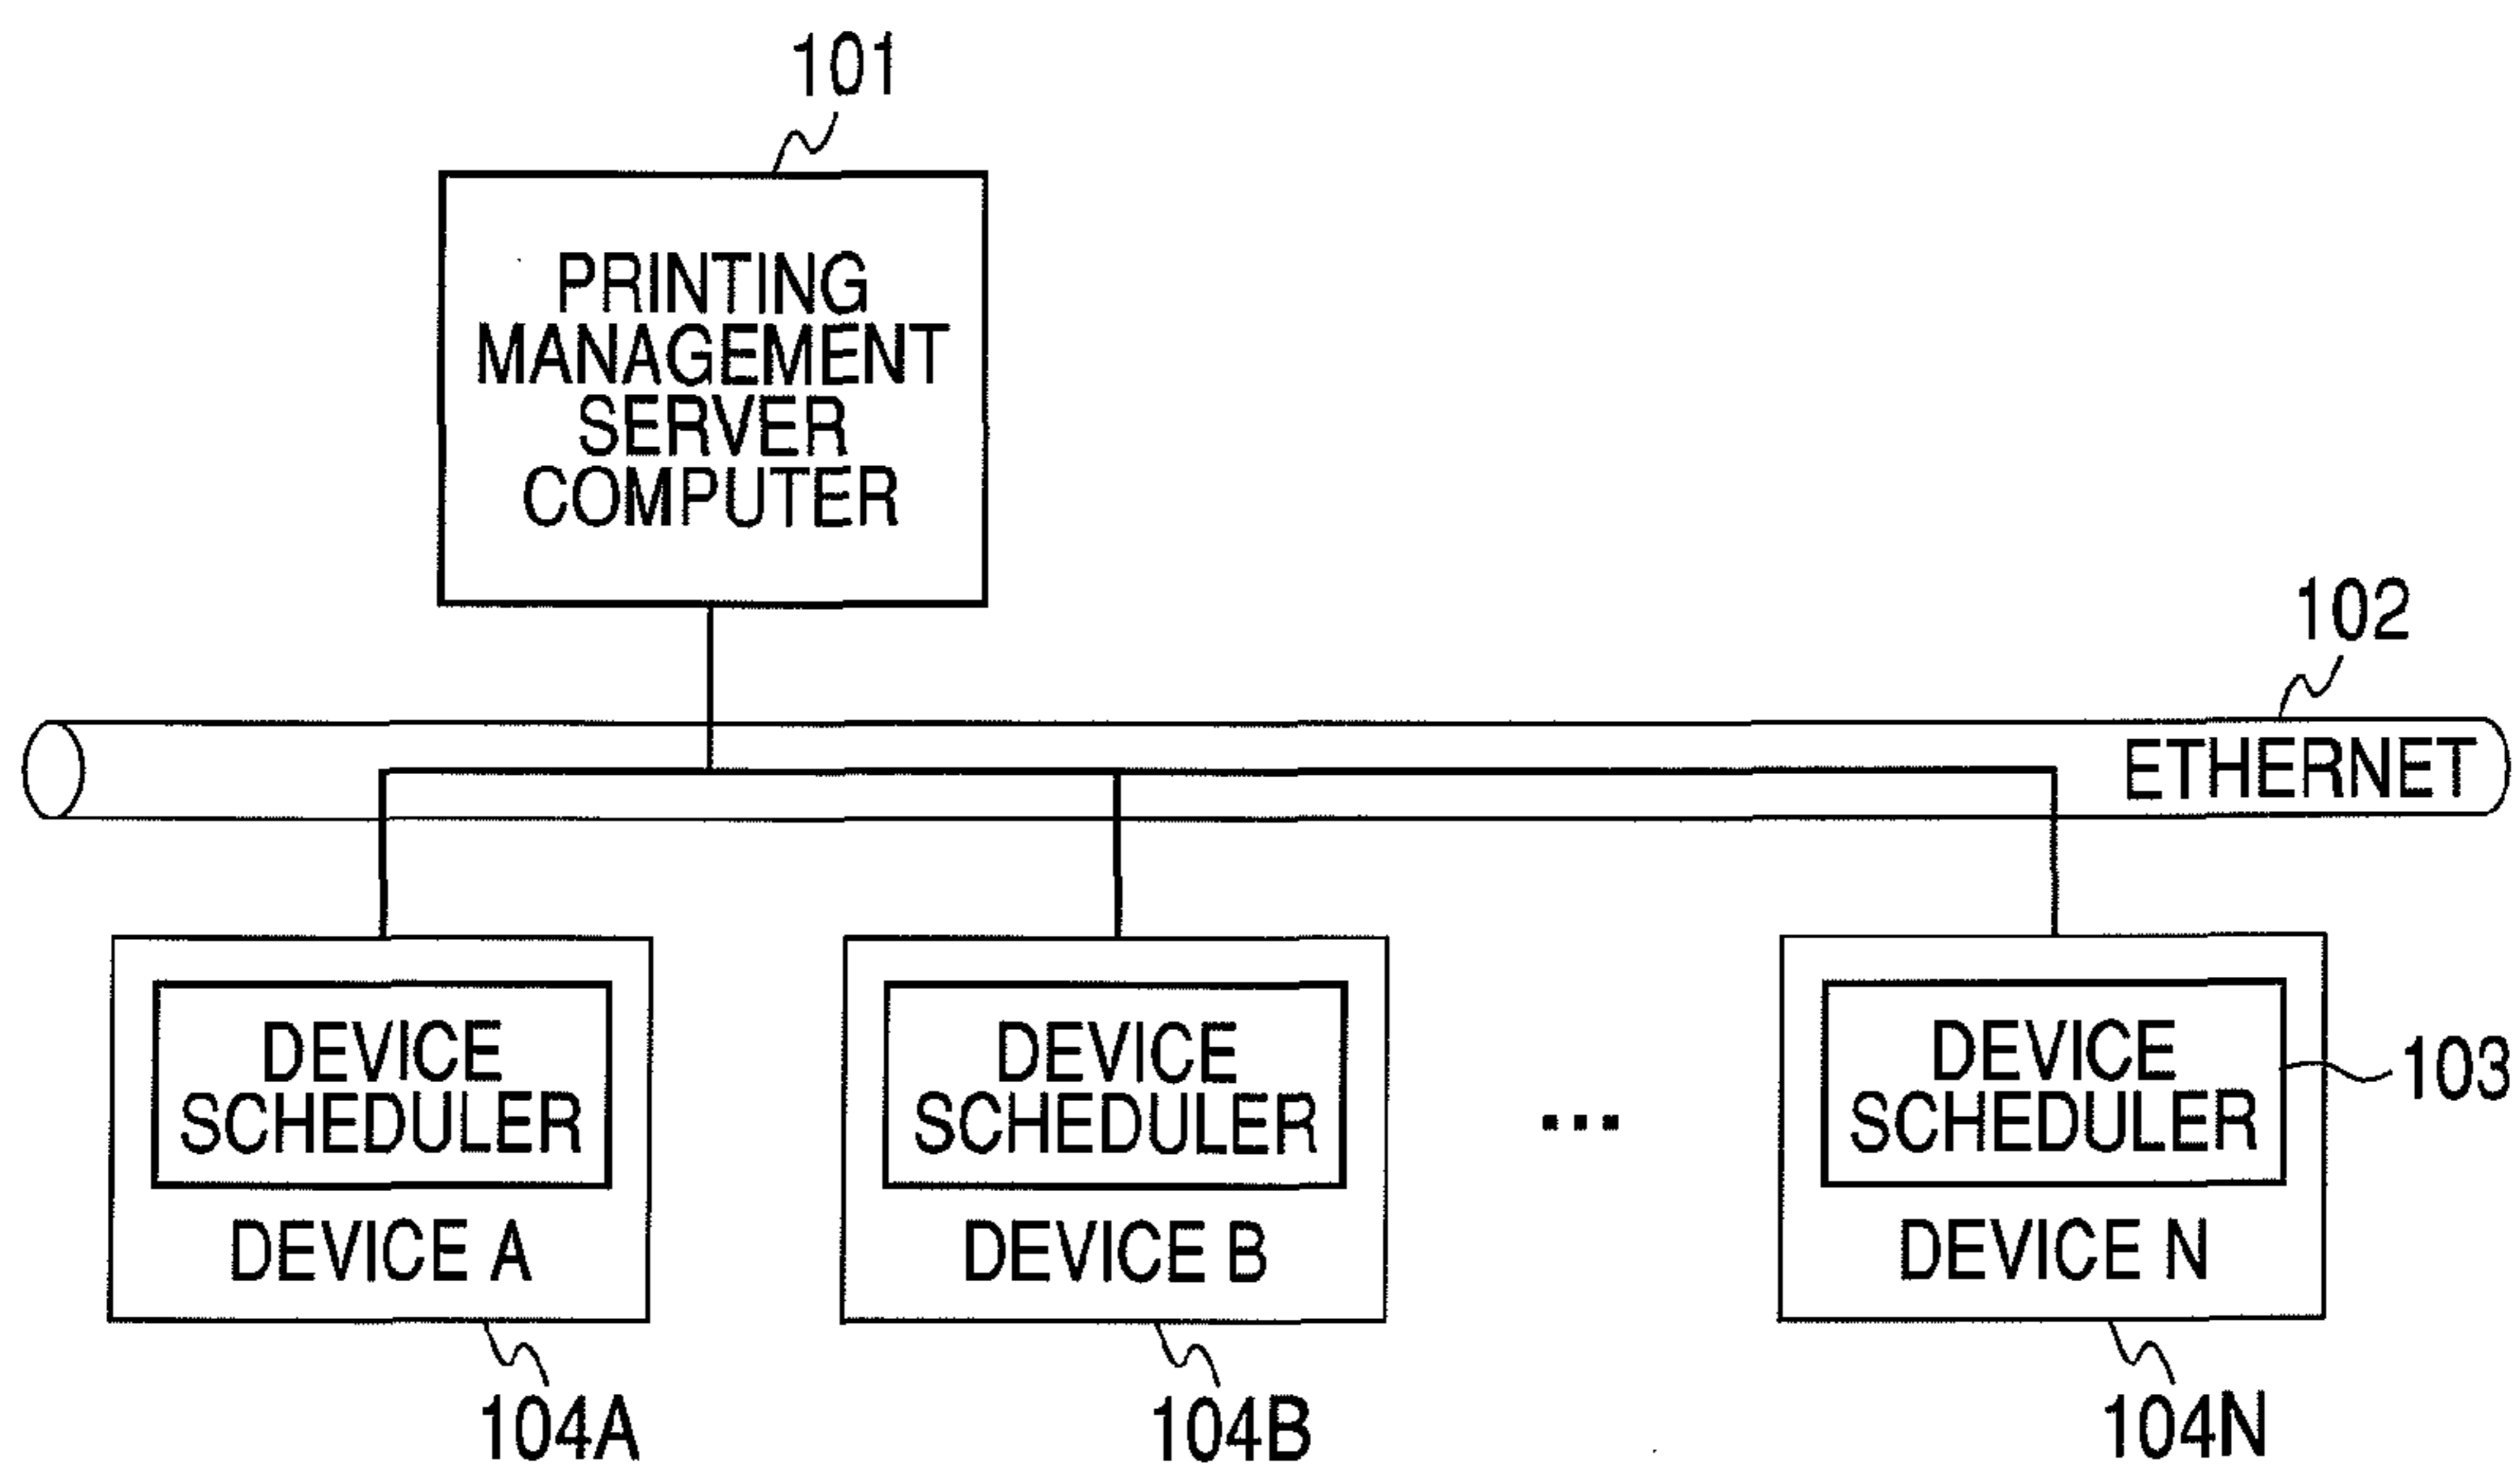 101
PRINTING
MANAGEMENT
SERVER
COMPUTER
102
ETHERNET
DEVICE
SCHEDULER
DEVICE A
104A
DEVICE
SCHEDULER
DEVICE B
104B
...
DEVICE
SCHEDULER
103
DEVICE N
104N